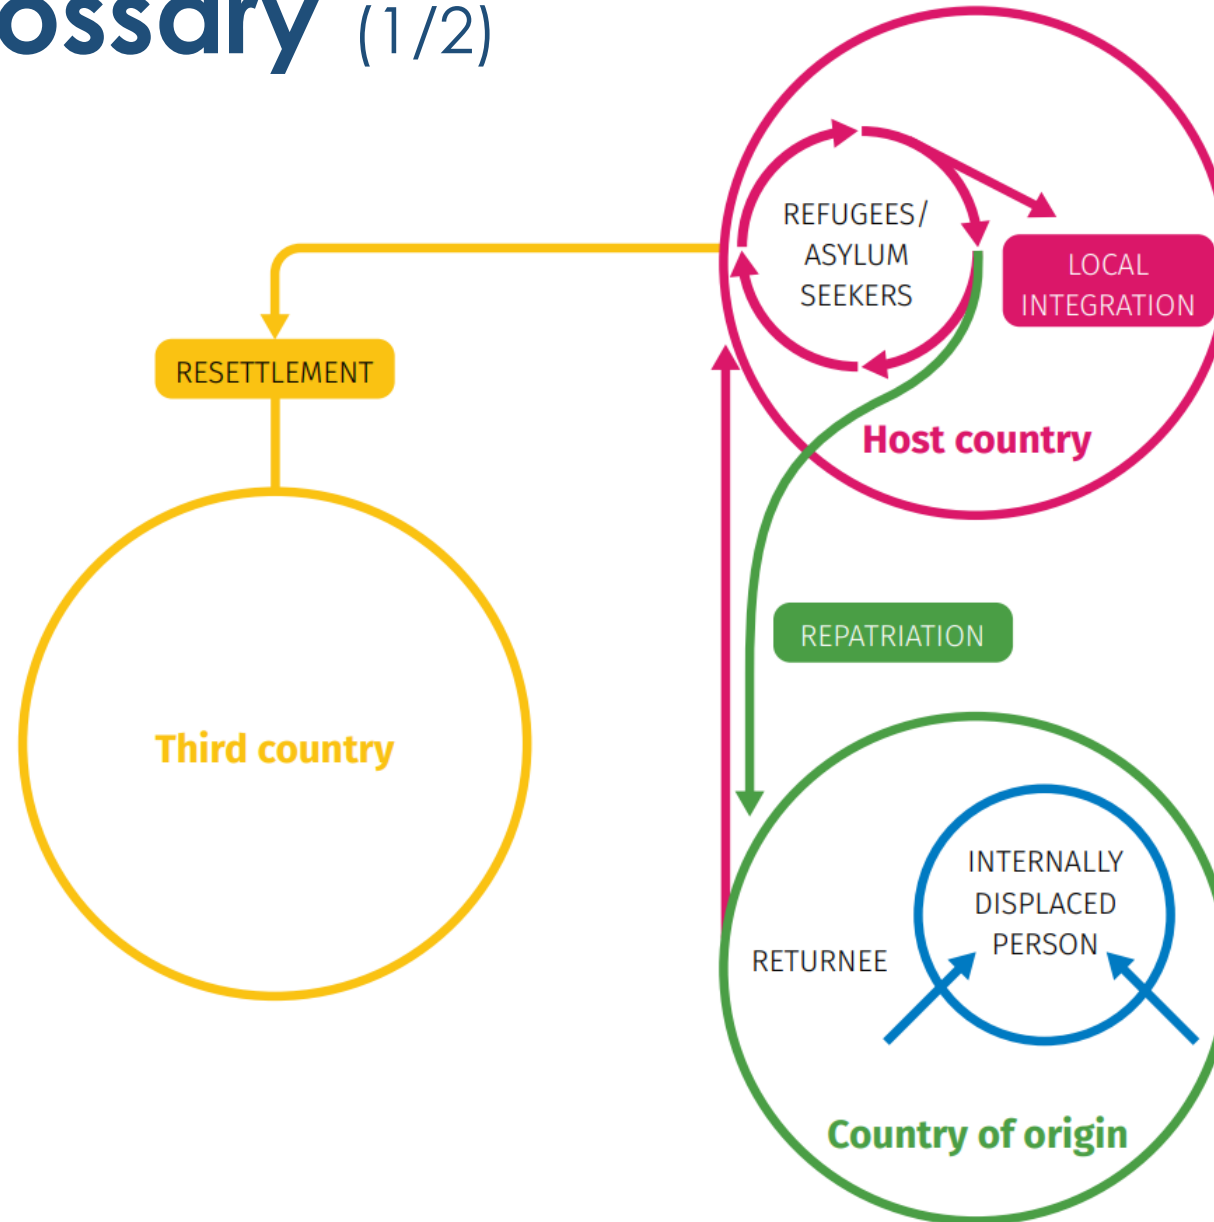 ossary (1/2)
REFUGEES/
ASYLUM
SEEKERS
LOCAL
INTEGRATION
RESETTLEMENT
Host country
REPATRIATION
Third country
INTERNALLY
DISPLACED
PERSON
RETURNEE
Country of origin